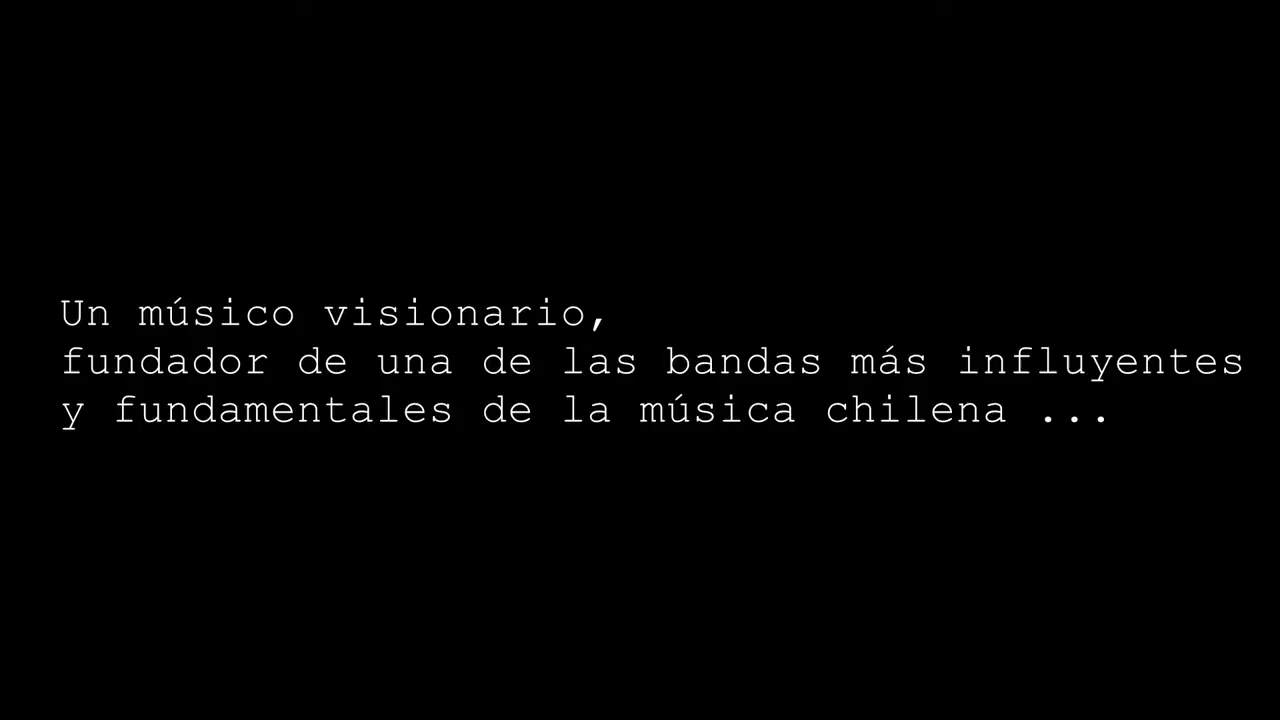 Un músico visionario,
fundador de una de las bandas más influyentes
y fundamentales de la música chilena ...